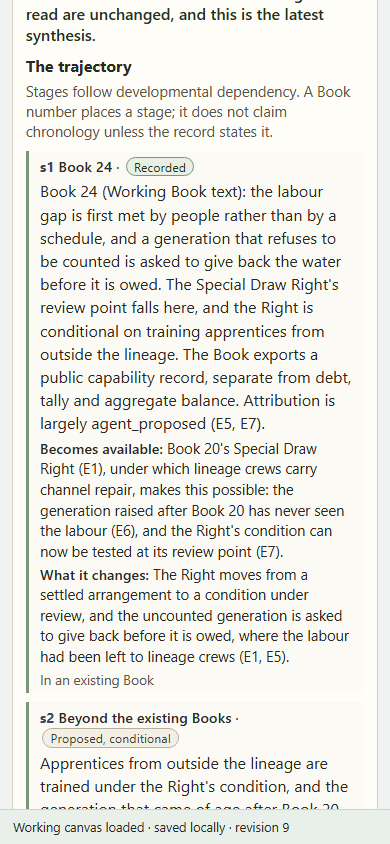 read are unchanged, and this is the latest
synthesis.
The trajectory
Stages follow developmental dependency. A Book
number places a stage; it does not claim
chronology unless the record states it.
s1 Book 24 · Recorded
Book 24 (Working Book text): the labour
gap is first met by people rather than by a
schedule, and a generation that refuses to
be counted is asked to give back the water
before it is owed. The Special Draw Right's
review point falls here, and the Right is
conditional on training apprentices from
outside the lineage. The Book exports a
public capability record, separate from debt,
tally and aggregate balance. Attribution is
largely agent_proposed (E5, E7).
Becomes available: Book 20's Special Draw
Right (E1), under which lineage crews carry
channel repair, makes this possible: the
generation raised after Book 20 has never seen
the labour (E6), and the Right's condition can
now be tested at its review point (E7).
What it changes: The Right moves from a
settled arrangement to a condition under
review, and the uncounted generation is asked
to give back before it is owed, where the labour
had been left to lineage crews (E1, E5).
In an existing Book
s2 Beyond the existing Books ·
Proposed, conditional
Apprentices from outside the lineage are
trained under the Right's condition, and the
generation that came of age after Book 20
Working canvas loaded · saved locally · revision 9